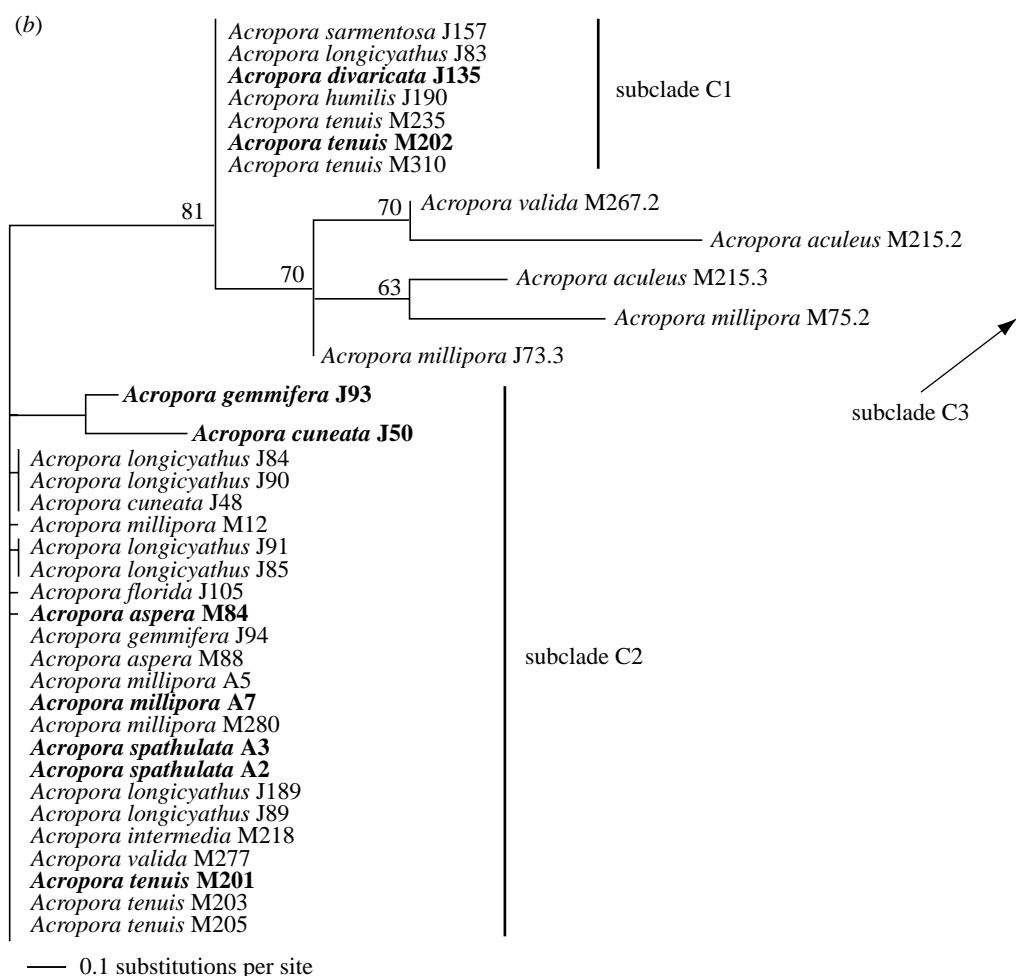 (b)
Acropora sarmentosa J157
Acropora longicyathus J83
Acropora divaricata J135
Acropora humilis J190
Acropora tenuis M235
Acropora tenuis M202
Acropora tenuis M310
subclade C1
81
70
Acropora valida M267.2
Acropora aculeus M215.2
70
Acropora aculeus M215.3
63
Acropora millipora M75.2
Acropora millipora J73.3
subclade C3
Acropora gemmifera J93
Acropora cuneata J50
Acropora longicyathus J84
Acropora longicyathus J90
Acropora cuneata J48
Acropora millipora M12
Acropora longicyathus J91
Acropora longicyathus J85
Acropora florida J105
Acropora aspera M84
Acropora gemmifera J94
Acropora aspera M88
Acropora millipora A5
Acropora millipora A7
Acropora millipora M280
Acropora spathulata A3
Acropora spathulata A2
Acropora longicyathus J189
Acropora longicyathus J89
Acropora intermedia M218
Acropora valida M277
Acropora tenuis M201
Acropora tenuis M203
Acropora tenuis M205
subclade C2
0.1 substitutions per site